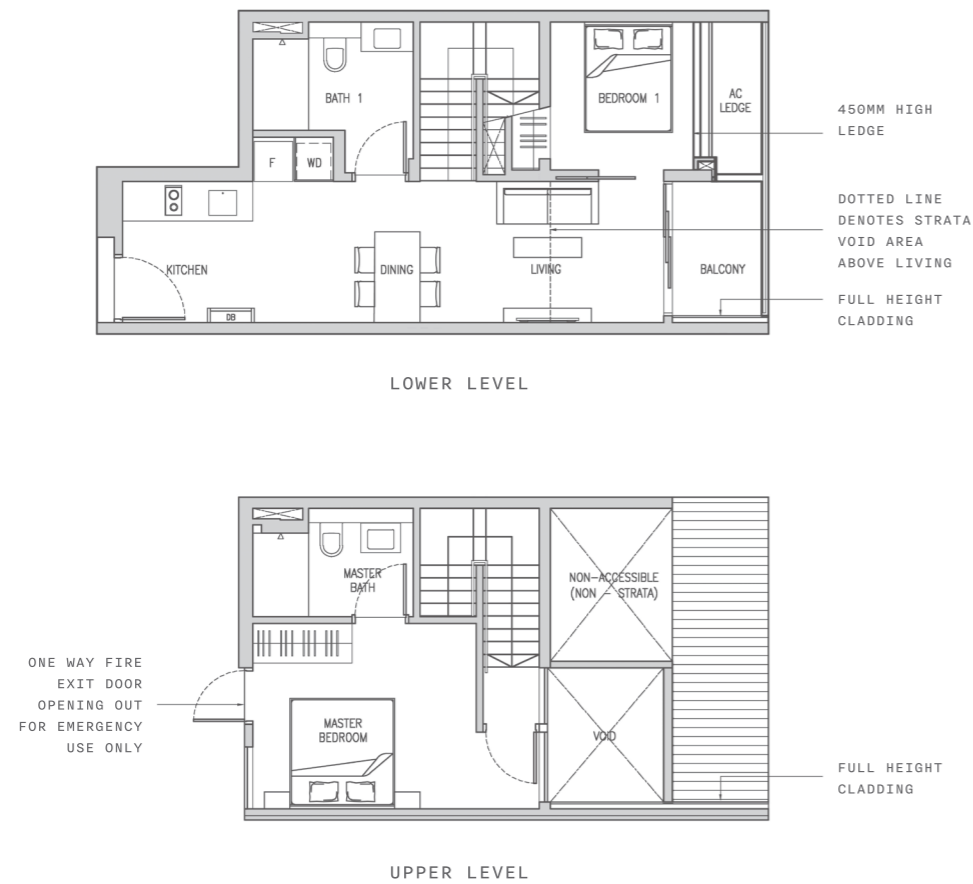 BATH 1
BEDROOM 1
AC
LEDGE
450MM HIGH
LEDGE
F
WD
DOTTED LINE
DENOTES STRATA
VOID AREA
ABOVE LIVING
KITCHEN
DINING
LIVING
BALCONY
FULL HEIGHT
CLADDING
DB
LOWER LEVEL
MASTER
BATH
NON-ACCESSIBLE
(NON - STRATA)
ONE WAY FIRE
EXIT DOOR
OPENING OUT
FOR EMERGENCY
USE ONLY
MASTER
BEDROOM
VOID
FULL HEIGHT
CLADDING
UPPER LEVEL